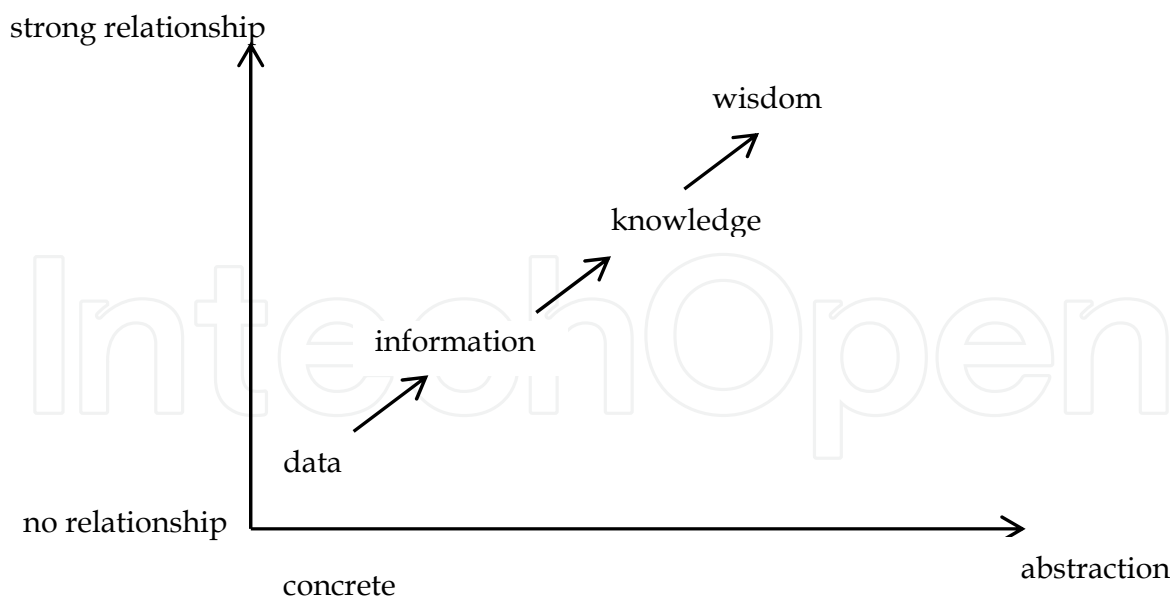 strong relationship
wisdom
knowledge
IntechOpen
information
data
no relationship
abstraction
concrete